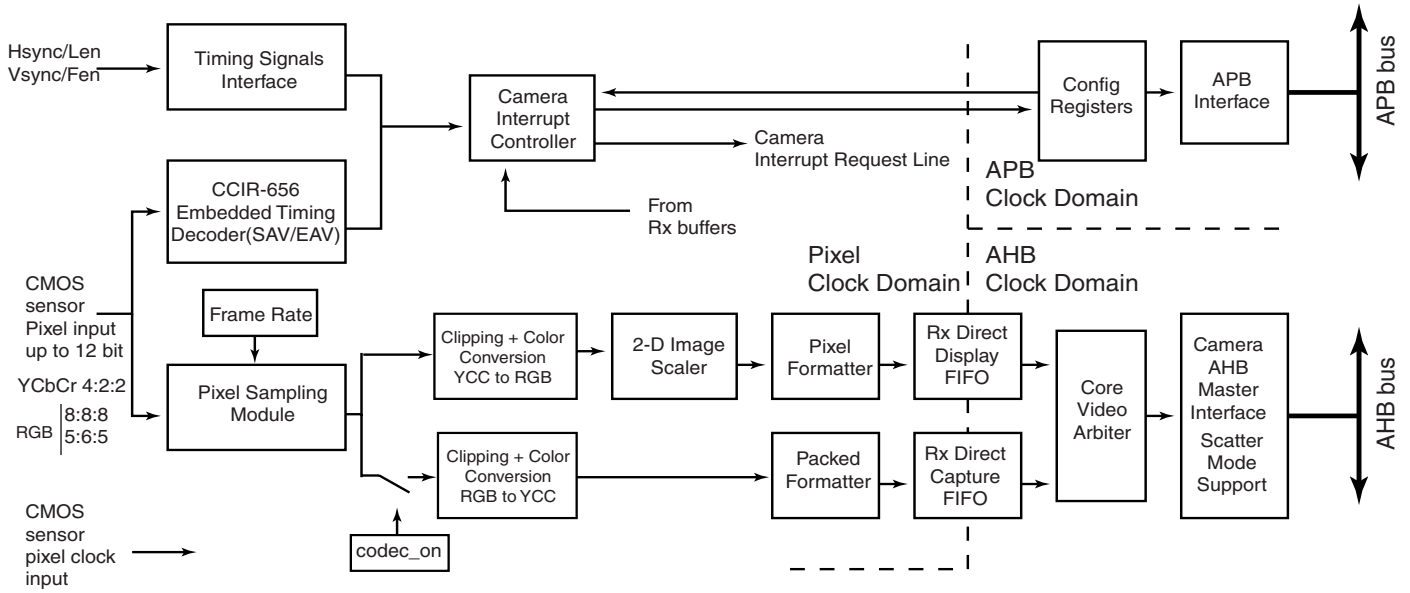 Hsync/Len
Vsync/Fen
Timing Signals
Interface
Camera
Interrupt
Controller
Config
Registers
APB
Interface
APB bus
Camera
Interrupt Request Line
APB
Clock Domain
CCIR-656
Embedded Timing
Decoder(SAV/EAV)
From
Rx buffers
Pixel
Clock Domain
AHB
Clock Domain
CMOS
sensor
Pixel input
up to 12 bit
YCbCr 4:2:2
RGB
8:8:8
5:6:5
Frame Rate
Pixel Sampling
Module
Clipping + Color
Conversion
YCC to RGB
2-D Image
Scaler
Pixel
Formatter
Rx Direct
Display
FIFO
Core
Video
Arbiter
Camera
AHB
Master
Interface
Scatter
Mode
Support
AHB bus
Clipping + Color
Conversion
RGB to YCC
Packed
Formatter
Rx Direct
Capture
FIFO
codec_on
CMOS
sensor
pixel clock
input